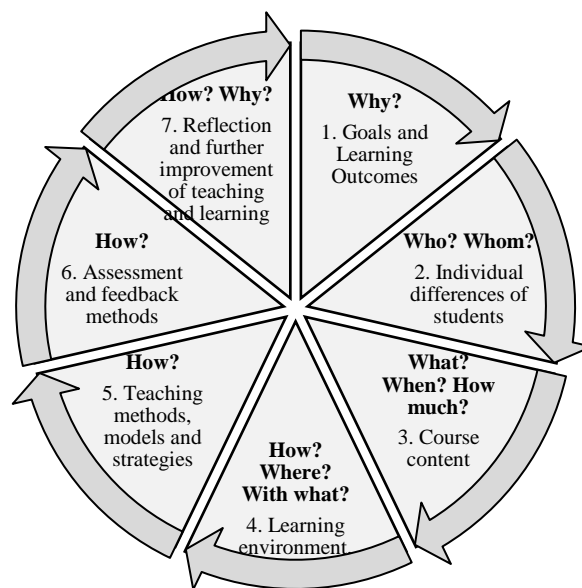 Why?
1. Goals and
Learning
Outcomes
Who? Whom?
2. Individual
differences of
students
What?
When? How
much?
3. Course
content
How?
Where?
With what?
4. Learning
environment
How?
5. Teaching
methods,
models and
strategies
How?
6. Assessment
and feedback
methods
How? Why?
7. Reflection
and further
improvement
of teaching
and learning